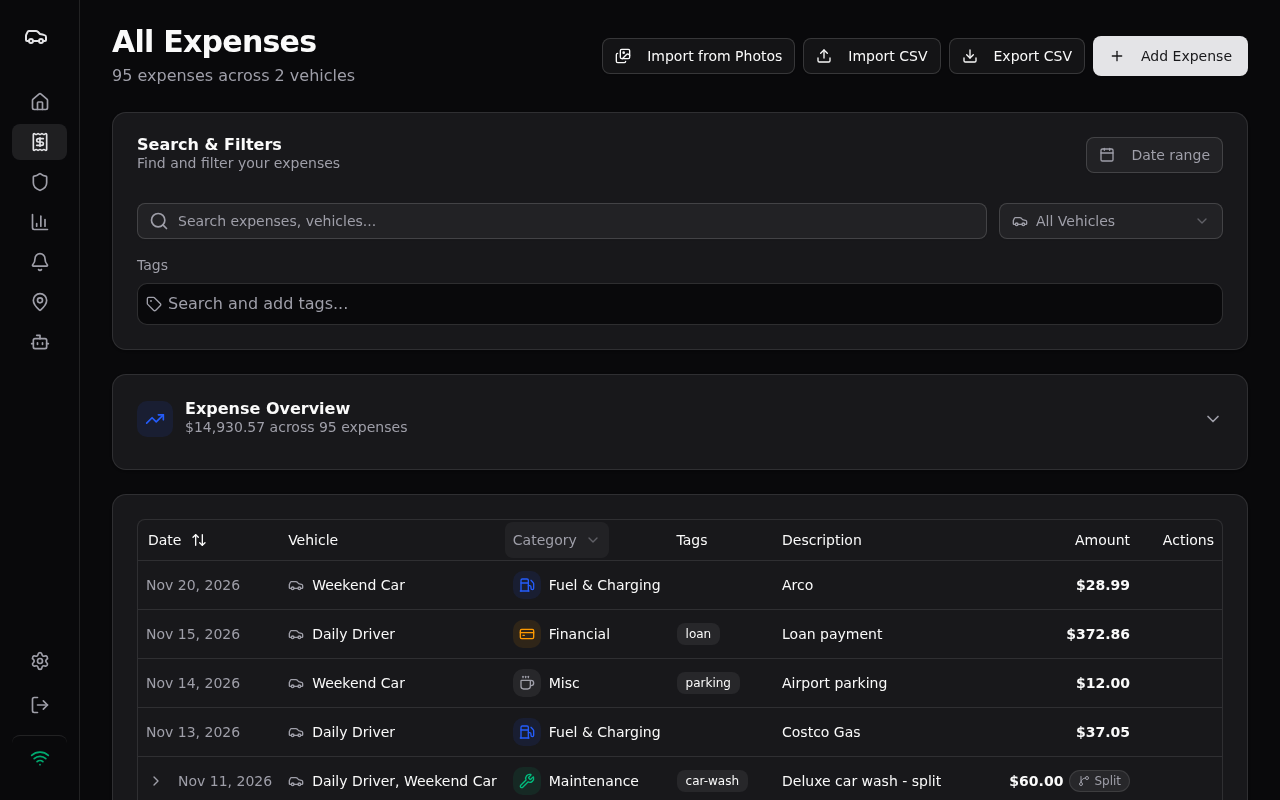 All Expenses
95 expenses across 2 vehicles
Import from Photos
Import CSV
Export CSV
Add Expense
Search & Filters
Find and filter your expenses
Date range
Search expenses, vehicles...
All Vehicles
Tags
Search and add tags...
Expense Overview
$14,930.57 across 95 expenses
Date Vehicle Category Tags Description Amount Actions
Nov 20, 2026 Weekend Car Fuel & Charging Arco $28.99
Nov 15, 2026 Daily Driver Financial loan Loan payment $372.86
Nov 14, 2026 Weekend Car Misc parking Airport parking $12.00
Nov 13, 2026 Daily Driver Fuel & Charging Costco Gas $37.05
Nov 11, 2026 Daily Driver, Weekend Car Maintenance car-wash Deluxe car wash - split $60.00 Split